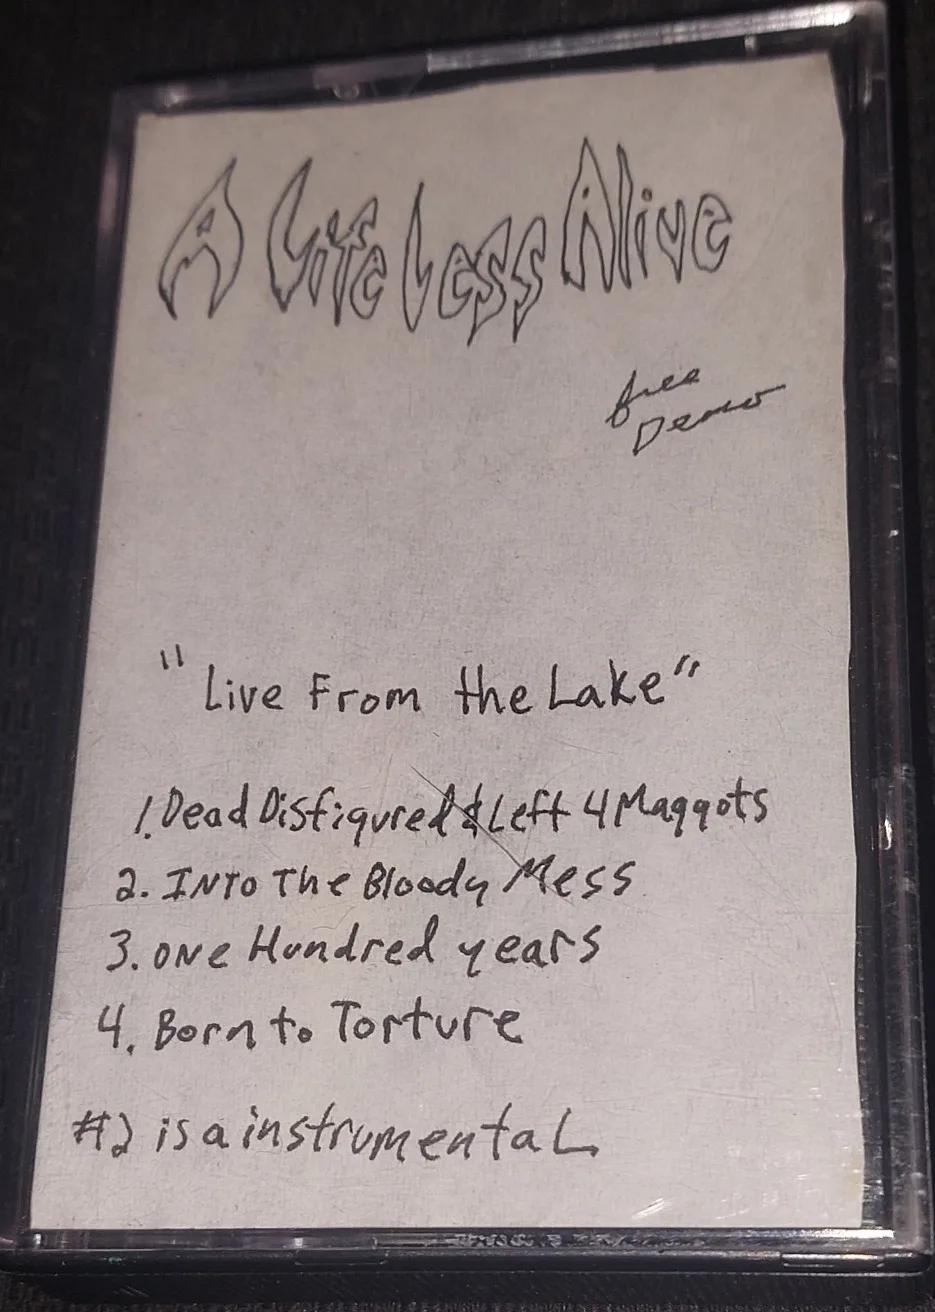 A Life Less Alive
free
Demo
"Live From the Lake"
1. Dead Disfigured & Left 4 Maggots
2. INTo The Bloody Mess
3. oNe Hundred years
4. Born to Torture
#2 is a instrumentaL